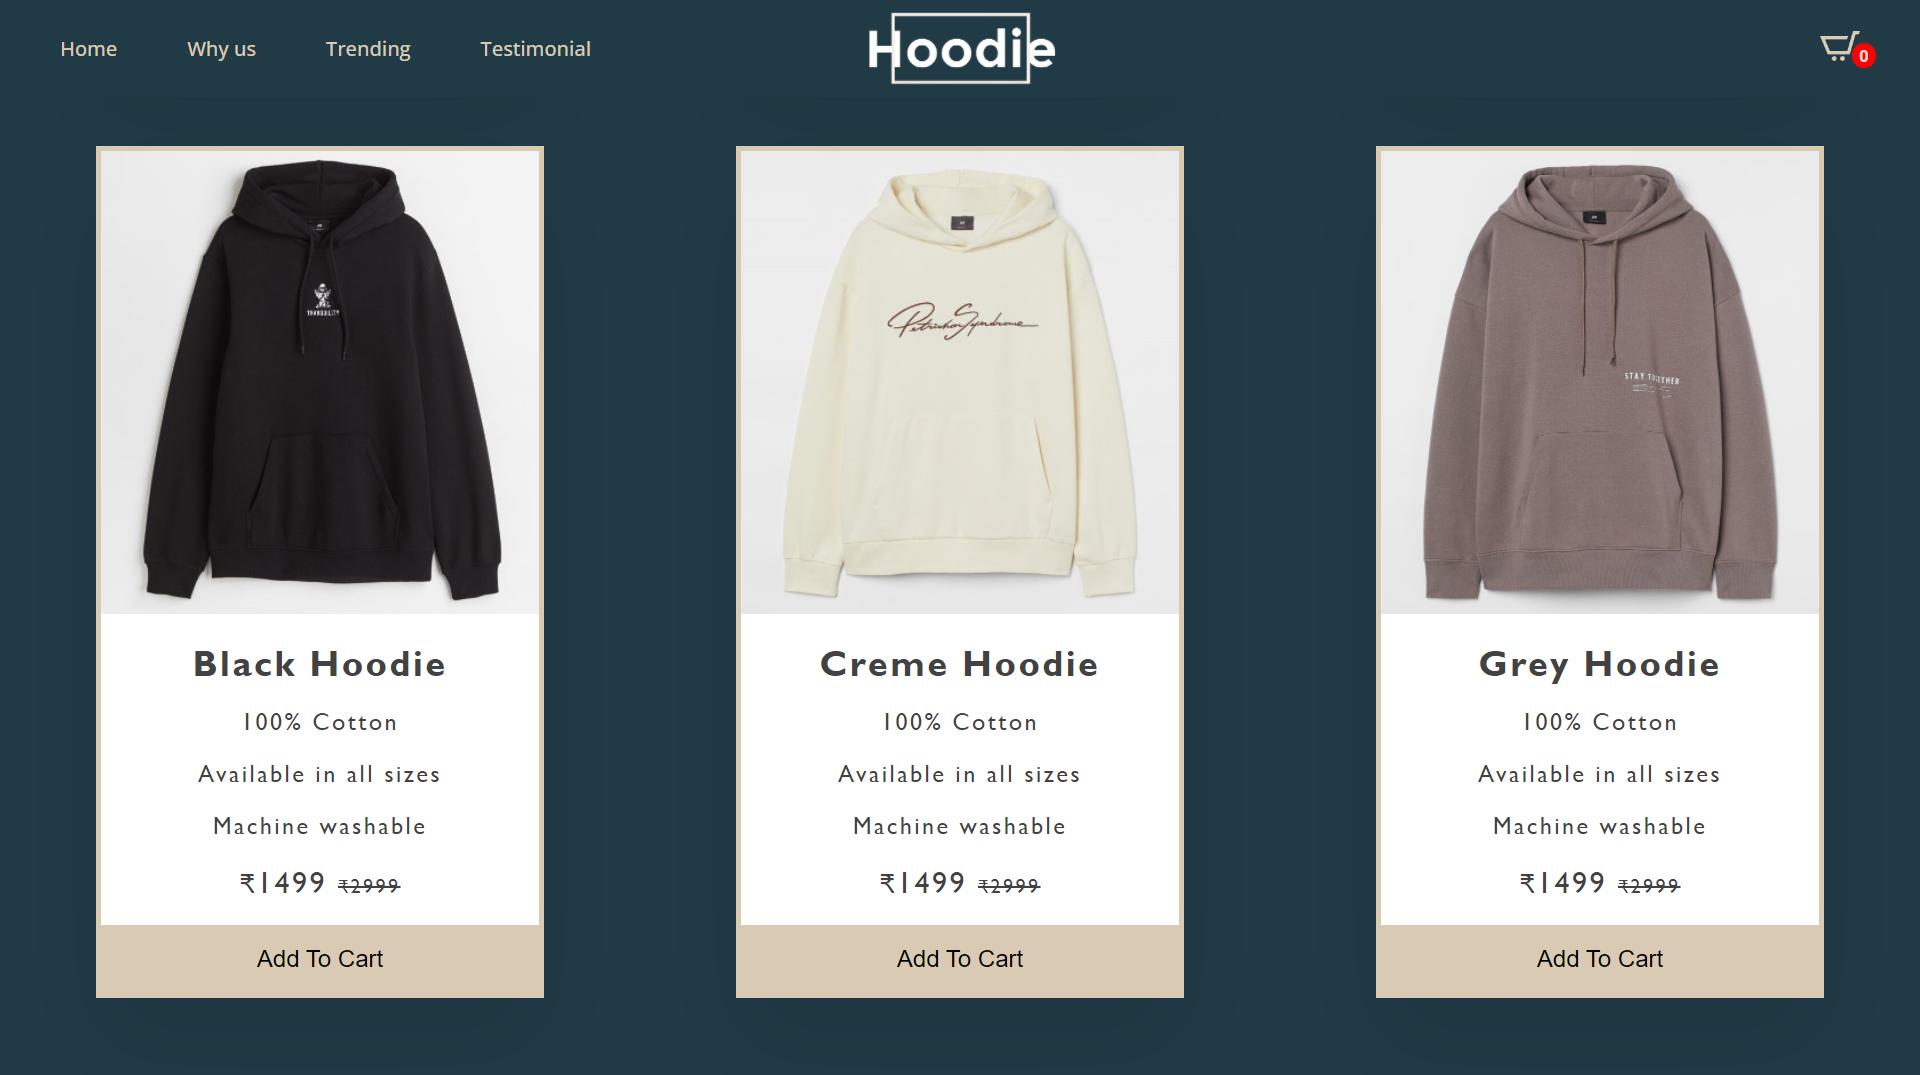 Home Why us Trending Testimonial
Hoodie
0
TRANQUILITY
Petrichor Syndrome
STAY TOGETHER
Black Hoodie
100% Cotton
Available in all sizes
Machine washable
₹1499 ₹2999
Add To Cart
Creme Hoodie
100% Cotton
Available in all sizes
Machine washable
₹1499 ₹2999
Add To Cart
Grey Hoodie
100% Cotton
Available in all sizes
Machine washable
₹1499 ₹2999
Add To Cart